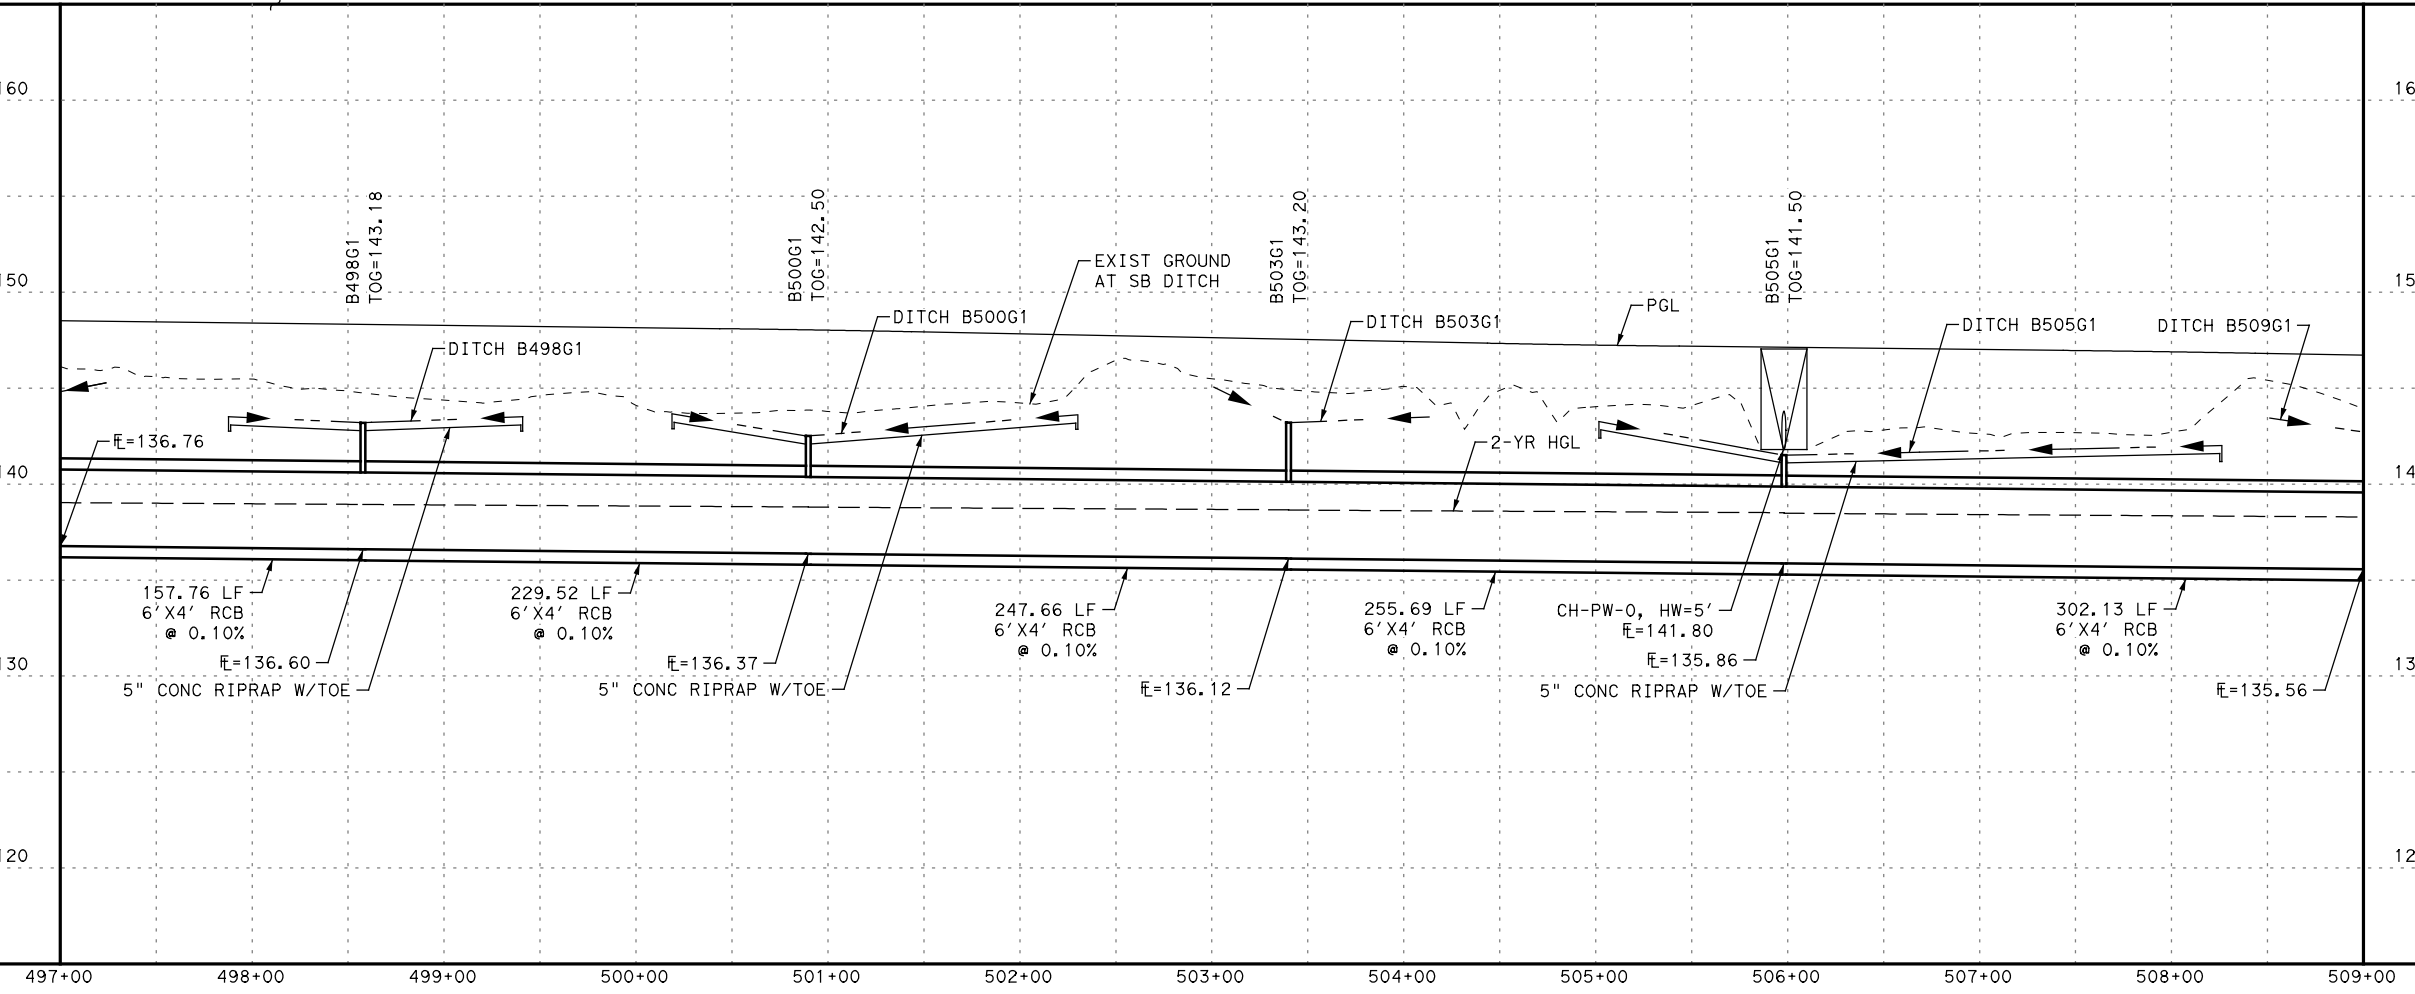 160
16
B498G1
TOG=143.18
B500G1
TOG=142.50
B503G1
TOG=143.20
B505G1
TOG=141.50
150
15
EXIST GROUND
AT SB DITCH
PGL
DITCH B500G1
DITCH B503G1
DITCH B505G1
DITCH B509G1
DITCH B498G1
FL=136.76
2-YR HGL
140
14
157.76 LF
6'X4' RCB
@ 0.10%
229.52 LF
6'X4' RCB
@ 0.10%
247.66 LF
6'X4' RCB
@ 0.10%
255.69 LF
6'X4' RCB
@ 0.10%
CH-PW-0, HW=5'
FL=141.80
302.13 LF
6'X4' RCB
@ 0.10%
130
FL=136.60
FL=136.37
FL=135.86
13
5" CONC RIPRAP W/TOE
5" CONC RIPRAP W/TOE
FL=136.12
5" CONC RIPRAP W/TOE
FL=135.56
120
12
497+00
498+00
499+00
500+00
501+00
502+00
503+00
504+00
505+00
506+00
507+00
508+00
509+00